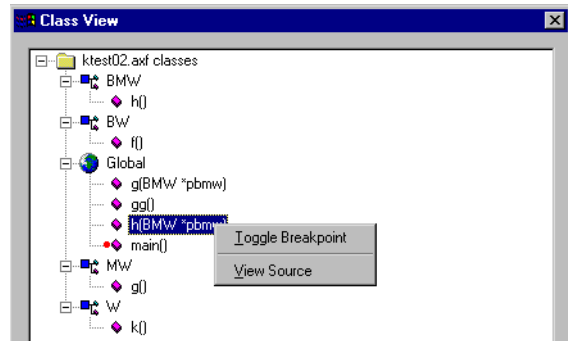 Class View
ktest02.axf classes
BMW
h()
BW
f()
Global
g(BMW *pbmw)
gg()
h(BMW *pbmw)
Toggle Breakpoint
main()
View Source
MW
g()
W
k()